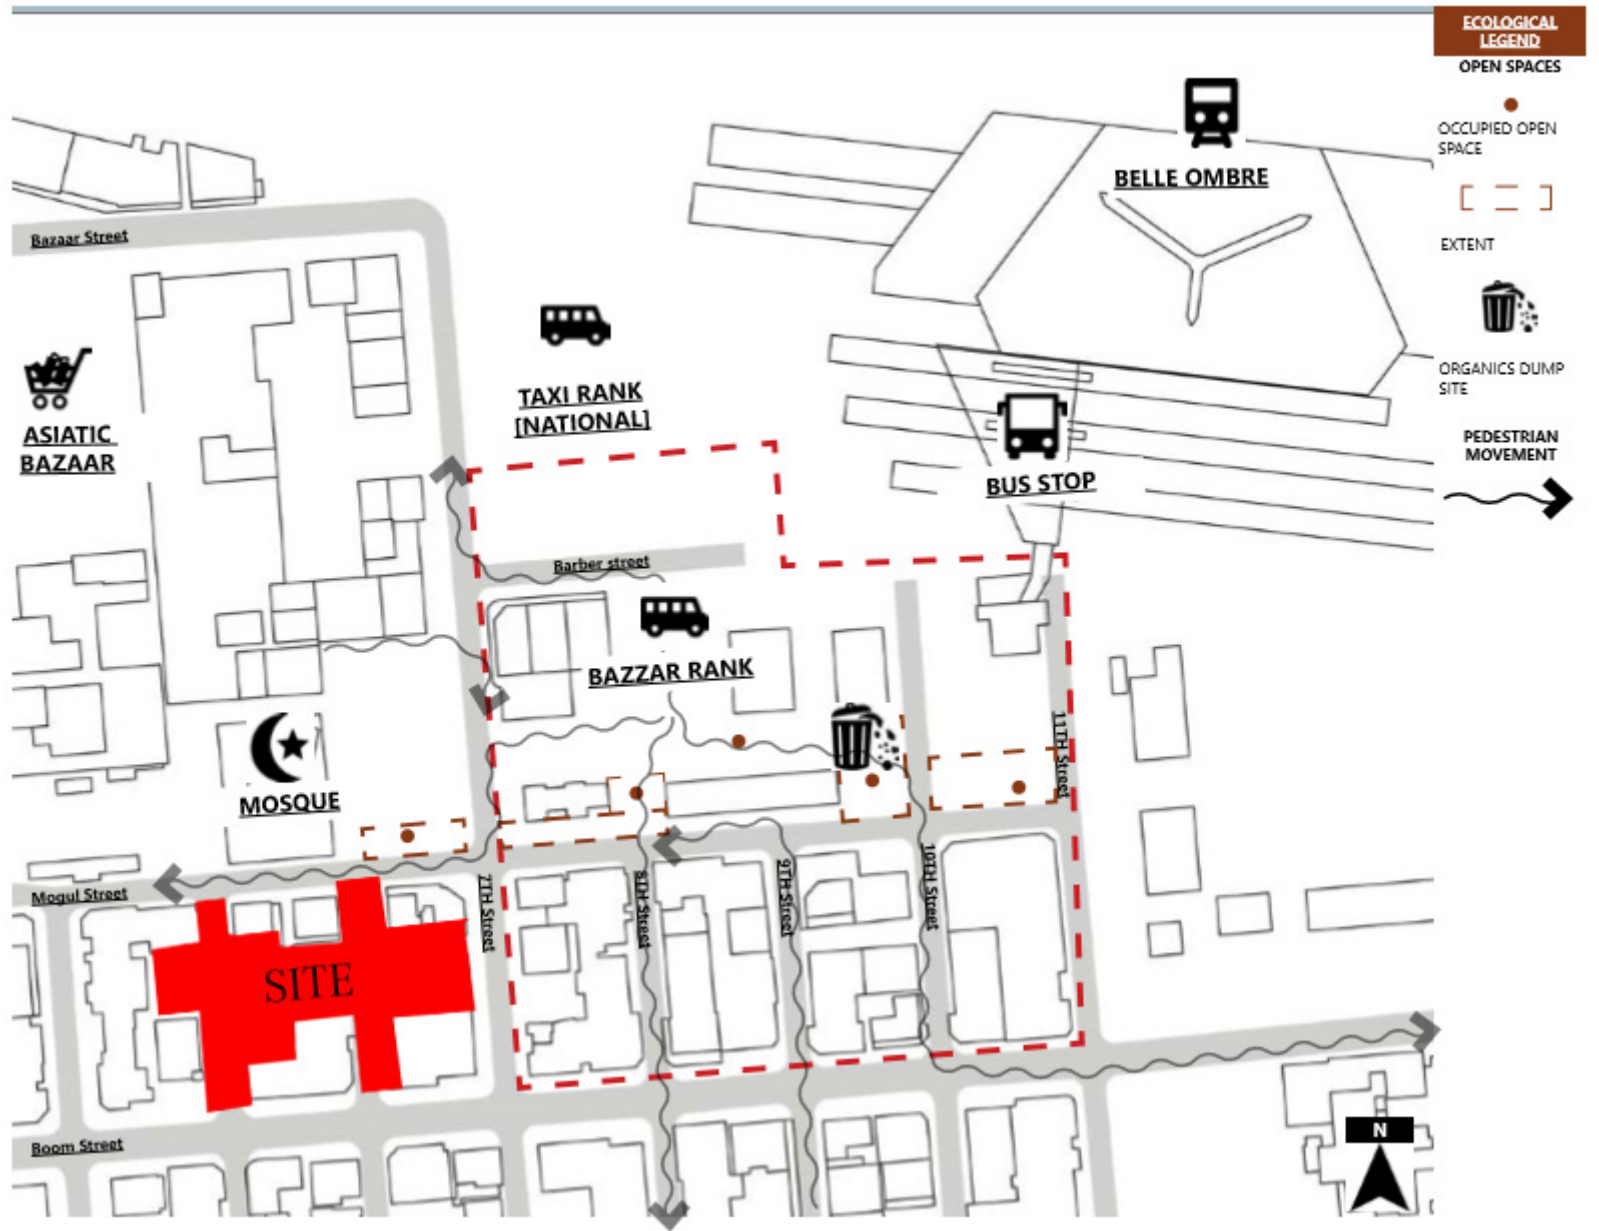 ECOLOGICAL
LEGEND
OPEN SPACES
OCCUPIED OPEN
SPACE
EXTENT
ORGANICS DUMP
SITE
PEDESTRIAN
MOVEMENT
BELLE OMBRE
Bazaar Street
TAXI RANK
[NATIONAL]
ASIATIC
BAZAAR
BUS STOP
Barber street
BAZZAR RANK
11TH Street
MOSQUE
Mogul Street
7TH Street
8TH Street
9TH Street
10TH Street
SITE
Boom Street
N